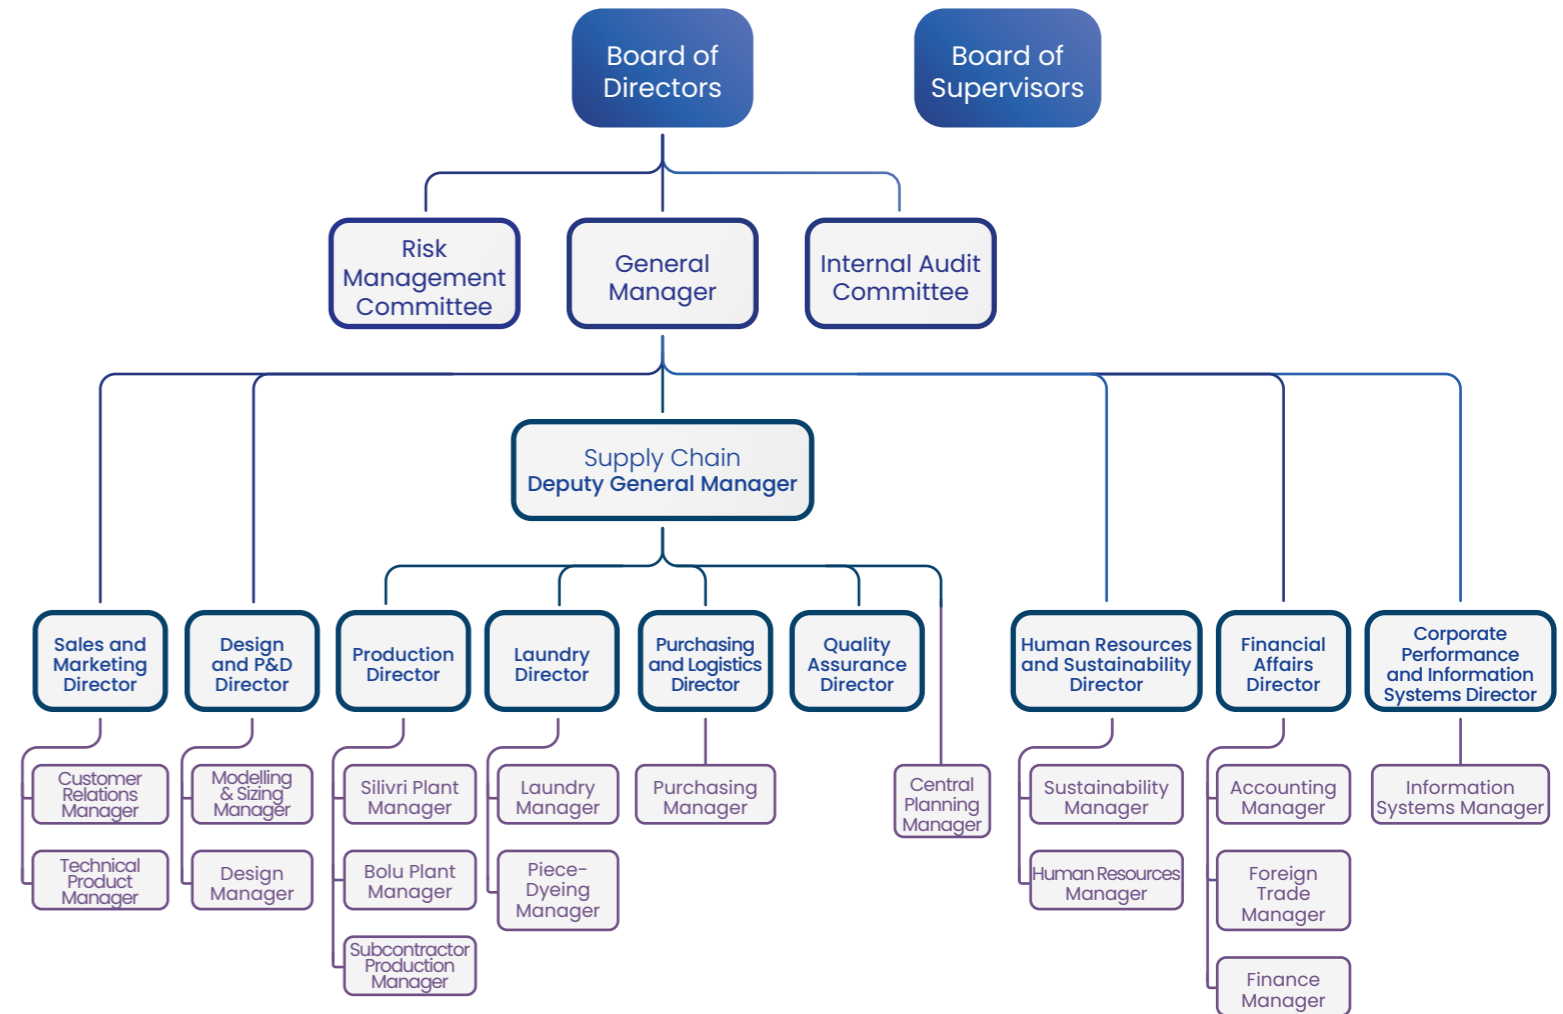 Board of
Directors
Board of
Supervisors
Risk
Management
Committee
General
Manager
Internal Audit
Committee
Supply Chain
Deputy General Manager
Sales and
Marketing
Director
Design
and P&D
Director
Production
Director
Laundry
Director
Purchasing
and Logistics
Director
Quality
Assurance
Director
Human Resources
and Sustainability
Director
Financial
Affairs
Director
Corporate
Performance
and Information
Systems Director
Customer
Relations
Manager
Technical
Product
Manager
Modelling
& Sizing
Manager
Design
Manager
Silivri Plant
Manager
Bolu Plant
Manager
Subcontractor
Production
Manager
Laundry
Manager
Piece-
Dyeing
Manager
Purchasing
Manager
Central
Planning
Manager
Sustainability
Manager
Human Resources
Manager
Accounting
Manager
Foreign
Trade
Manager
Finance
Manager
Information
Systems Manager